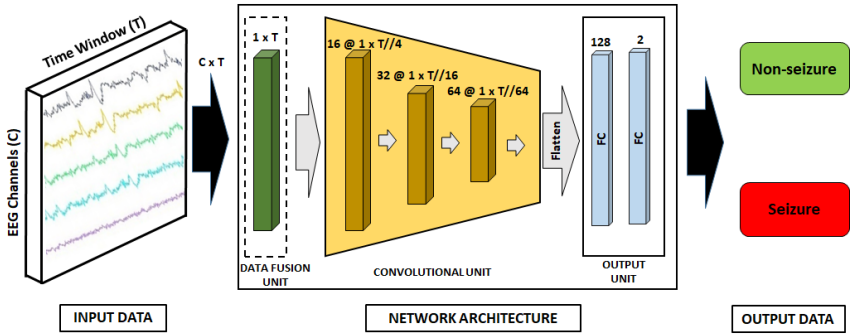 Time Window (T)
EEG Channels (C)
C x T
1 x T
16 @ 1 x T//4
32 @ 1 x T//16
64 @ 1 x T//64
Flatten
128
2
FC
FC
DATA FUSION
UNIT
CONVOLUTIONAL UNIT
OUTPUT
UNIT
Non-seizure
Seizure
INPUT DATA
NETWORK ARCHITECTURE
OUTPUT DATA